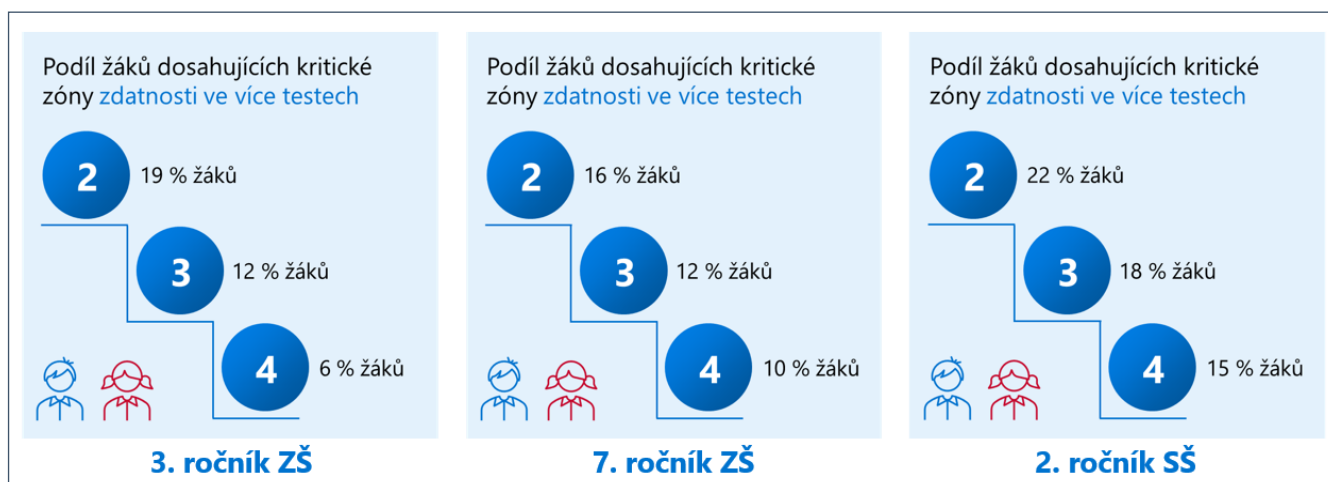 Podíl žáků dosahujících kritické
zóny zdatnosti ve více testech
2
19 % žáků
3
12 % žáků
4
6 % žáků
3. ročník ZŠ
Podíl žáků dosahujících kritické
zóny zdatnosti ve více testech
2
16 % žáků
3
12 % žáků
4
10 % žáků
7. ročník ZŠ
Podíl žáků dosahujících kritické
zóny zdatnosti ve více testech
2
22 % žáků
3
18 % žáků
4
15 % žáků
2. ročník SŠ